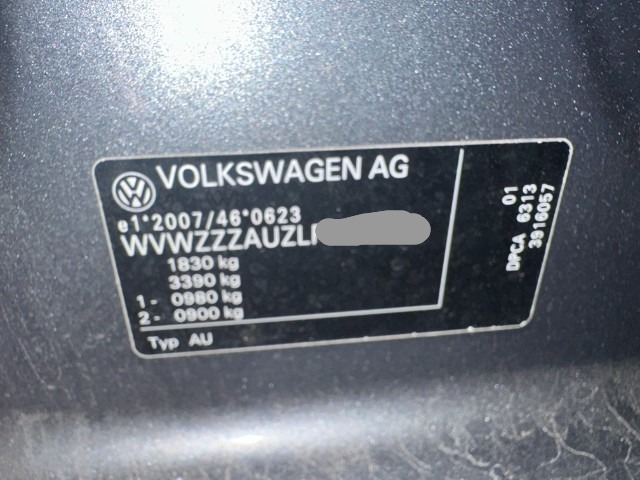 VOLKSWAGEN AG
e1*2007/46*0623
WVWZZZAUZL
1830 kg
3390 kg
1 - 0980 kg
2 - 0900 kg
Typ AU
01
DPCA 6313
3916057